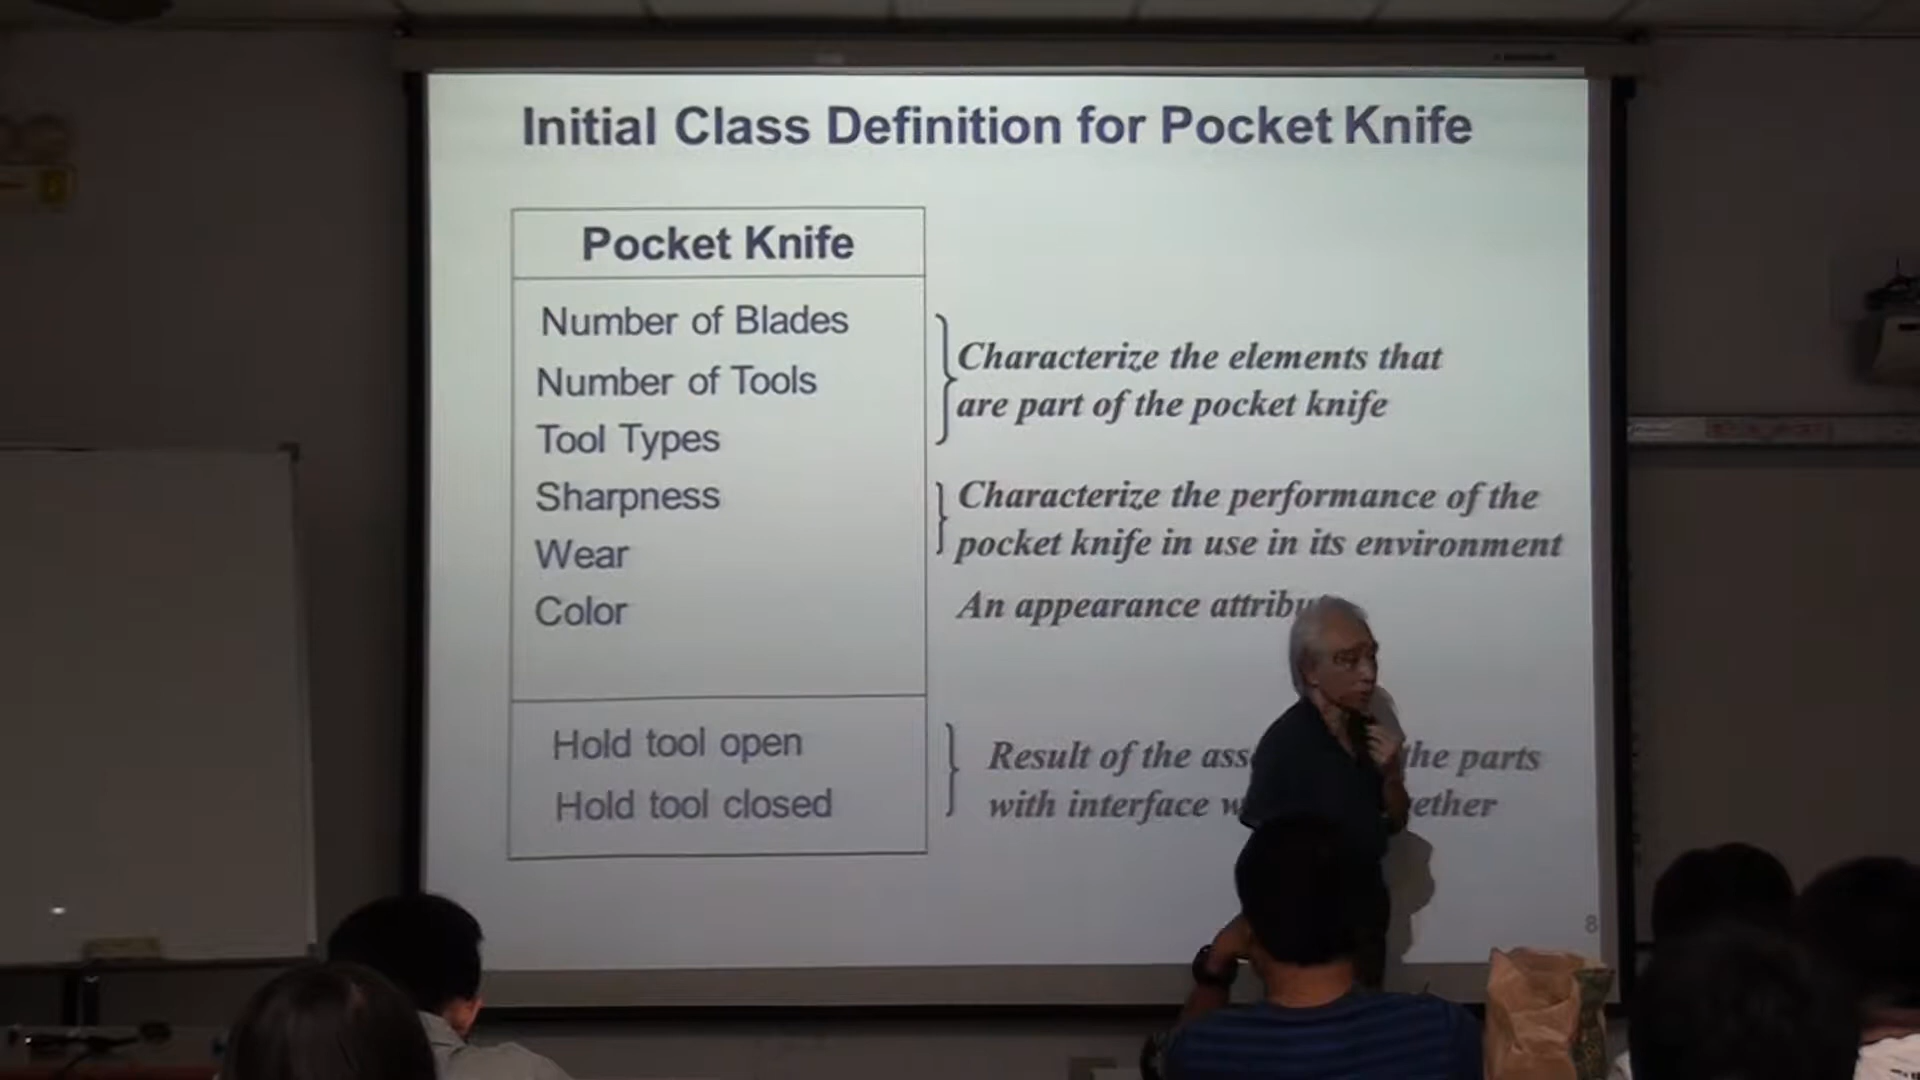 Initial Class Definition for Pocket Knife
Pocket Knife
Number of Blades
Number of Tools
Tool Types
Sharpness
Wear
Color
Hold tool open
Hold tool closed
Characterize the elements that
are part of the pocket knife
Characterize the performance of the
pocket knife in use in its environment
An appearance
Result of the the parts
with interface
8